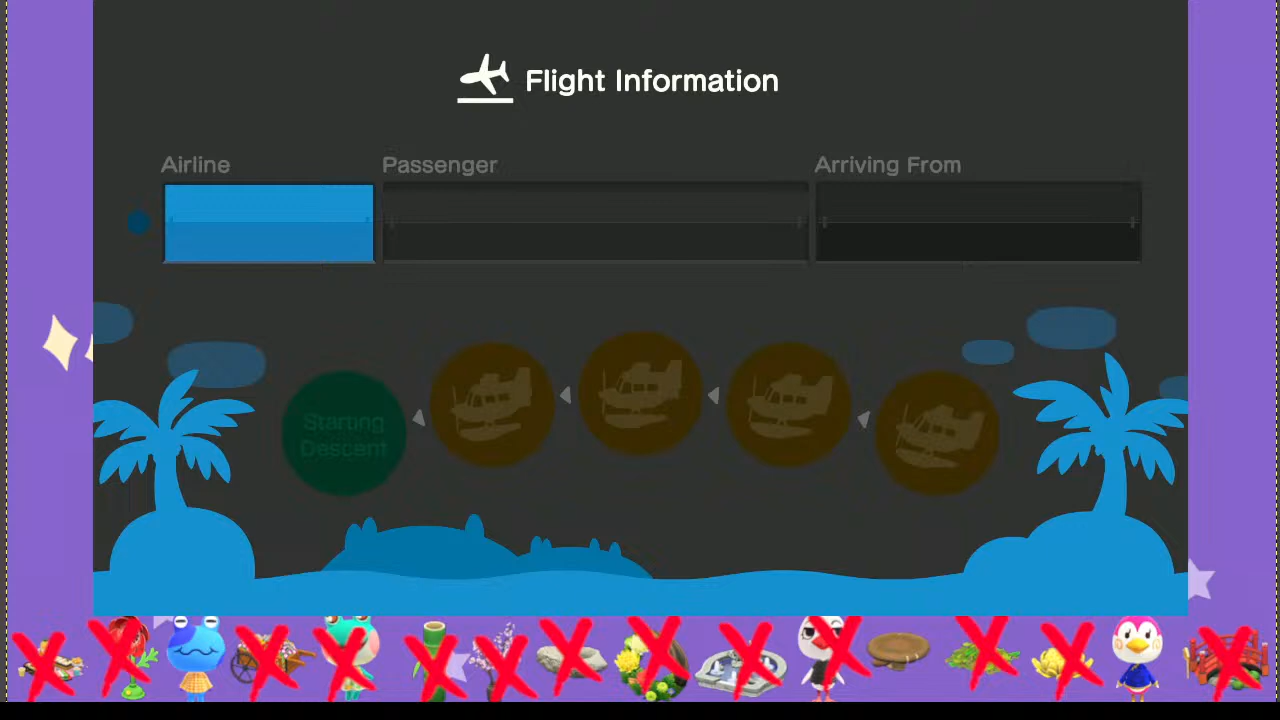 Flight Information
Airline Passenger Arriving From
Starting
Descent